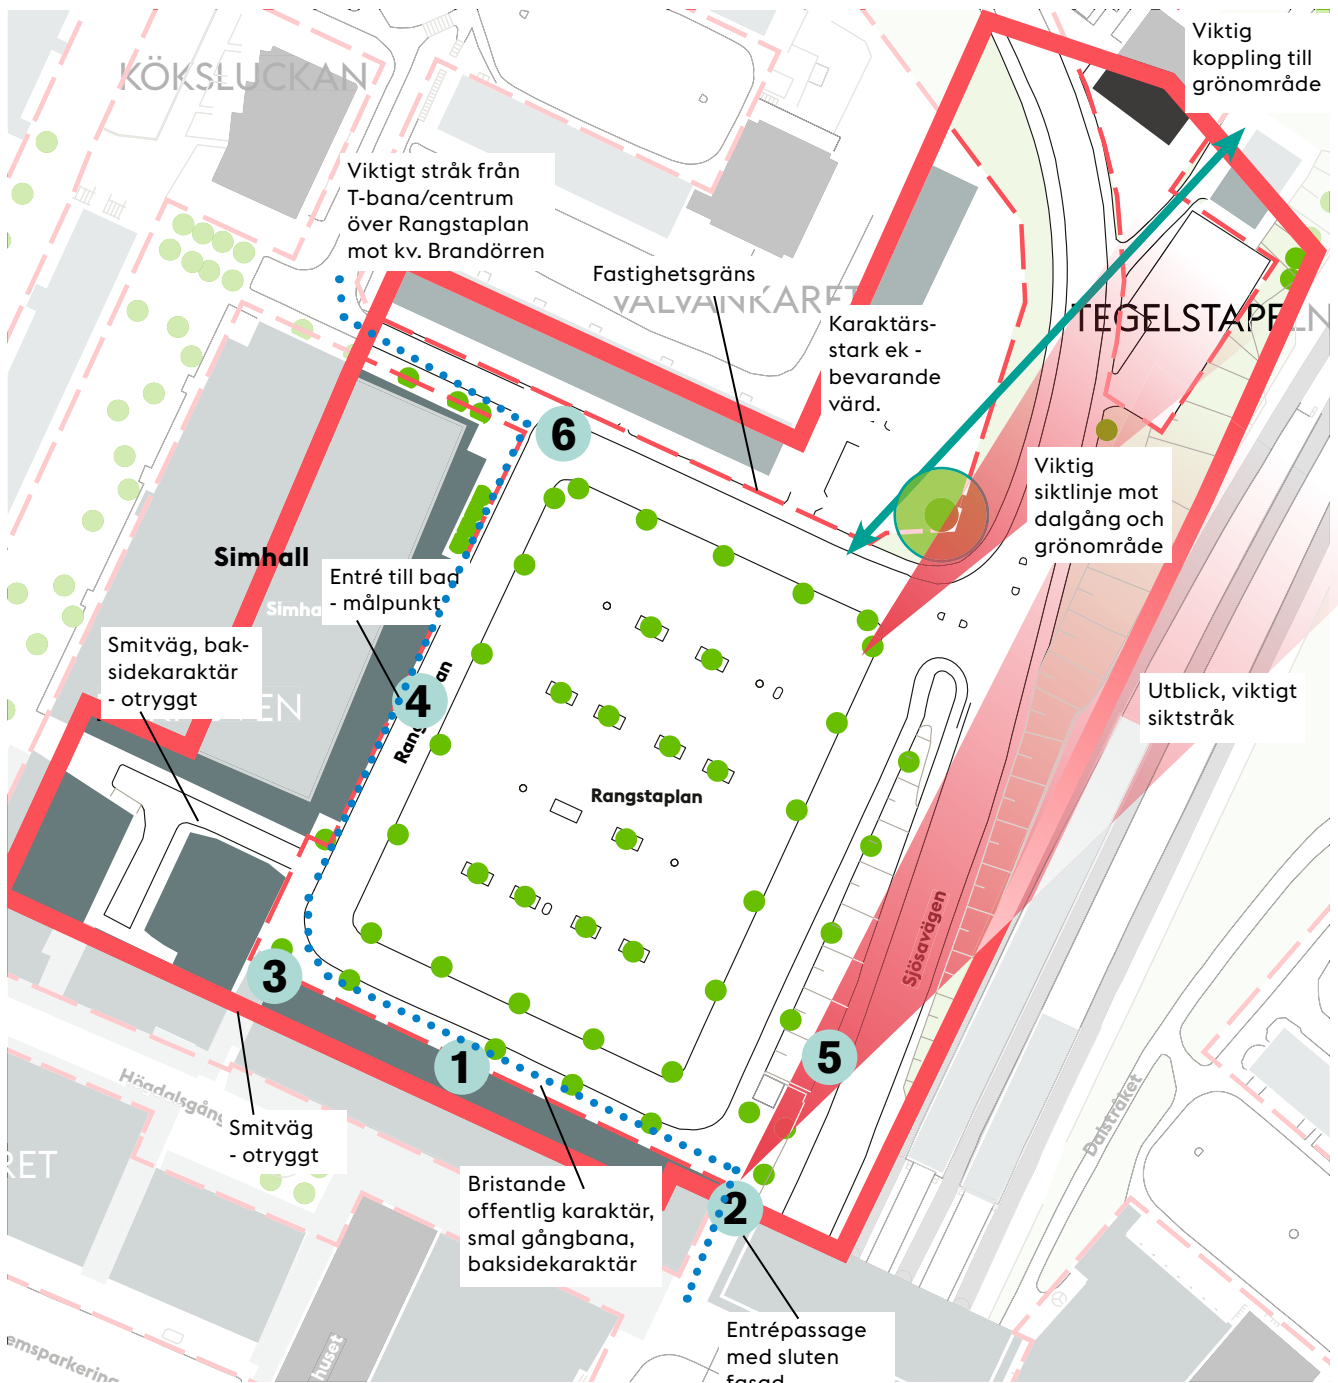 Viktig
koppling till
grönområde
KÖKSLUCKAN
Viktigt stråk från
T-bana/centrum
över Rangstaplan
mot kv. Brandörren
Fastighetsgräns
Karaktärs-
stark ek -
bevarande
värd.
TEGELSTAPELN
6
Viktig
siktlinje mot
dalgång och
grönområde
Simhall
Entré till bad
- målpunkt
Smitväg, bak-
sidekaraktär
- otryggt
4
Utblick, viktigt
siktstråk
Rangstaplan
Sjösavägen
3
1
5
Smitväg
- otryggt
Dalstråket
Bristande
offentlig karaktär,
smal gångbana,
baksidekaraktär
2
Entrépassage
med sluten
fasad